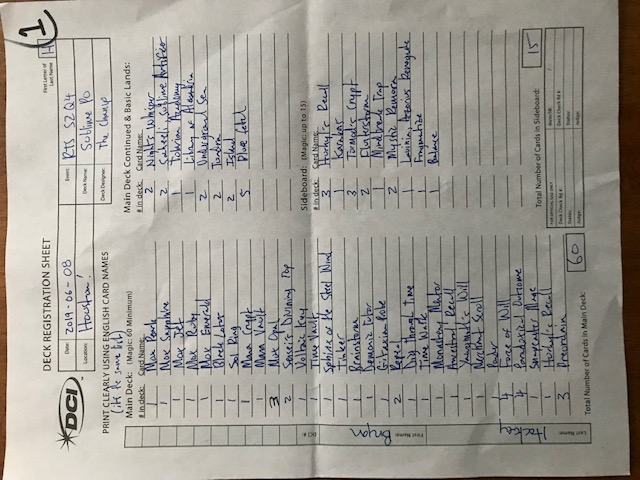 DECK REGISTRATION SHEET
First Letter of Last Name H
1
DCI
Date: 2019-06-08
Event: RTS S2Q4
Location: Houston!
Deck Name: Sublime PO
Deck Designer: The Champ
PRINT CLEARLY USING ENGLISH CARD NAMES
(it's the same list)
Main Deck: (Magic: 60 Minimum)
# in deck: Card Name:
1 Mox Pearl
1 Mox Sapphire
1 Mox Jet
1 Mox Ruby
1 Mox Emerald
1 Black Lotus
1 Sol Ring
1 Mana Crypt
1 Mana Vault
3 Mox Opal
2 Sensei's Divining Top
1 Voltaic Key
1 Time Vault
1 Sphinx of the Steel Wind
1 Tinker
1 Brainstorm
1 Demonic Tutor
1 Gitaxian Probe
2 Repeal
1 Dig Through Time
1 Time Walk
1 Monastery Mentor
1 Ancestral Recall
1 Yawgmoth's Will
1 Merchant Scroll
1 Ponder
4 Force of Will
4 Paradoxical Outcome
1 Snapcaster Mage
1 Hurkyl's Recall
3 Preordain
Total Number of Cards in Main Deck: 60
Main Deck Continued & Basic Lands:
# in deck: Card Name:
2 Night's Whisper
2 Saheeli, Sublime Artificer
1 Tolarian Academy
1 Library of Alexandria
2 Underground Sea
2 Tundra
2 Island
5 Blue fetch
Sideboard: (Magic: up to 15)
# in deck: Card Name:
3 Hurkyl's Recall
1 Karakas
3 Tormod's Crypt
2 Flusterstorm
1 Mindbreak Trap
2 Mystic Remora
1 Lavinia, Azorius Renegade
1 Fragmentize
1 Balance
Total Number of Cards in Sideboard: 15
FOR OFFICIAL USE ONLY
Deck Check Rd #:
Status:
Judge:
Main/SB: /
Deck Check Rd #:
Status:
Judge:
DCI #:
First Name: Bryan
Last Name: Hockey